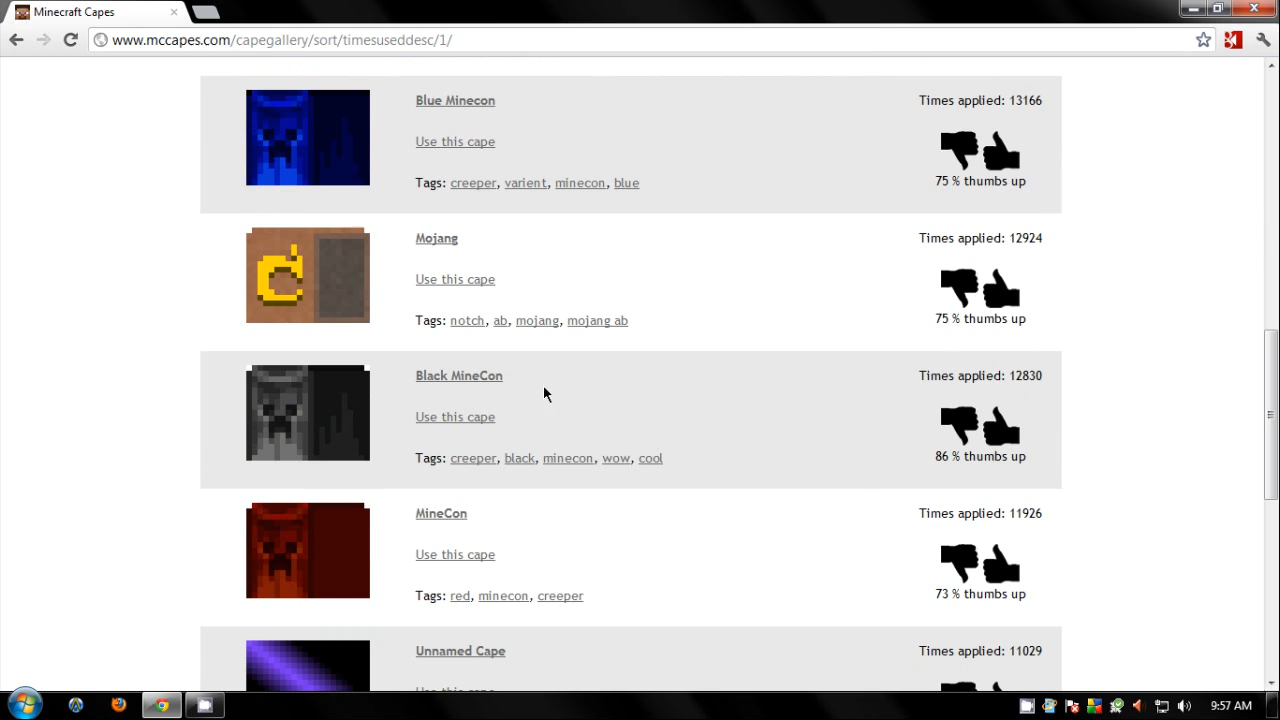 Minecraft Capes
www.mccapes.com/capegallery/sort/timesuseddesc/1/
Blue Minecon
Times applied: 13166
Use this cape
75 % thumbs up
Tags: creeper, varient, minecon, blue
Mojang
Times applied: 12924
Use this cape
75 % thumbs up
Tags: notch, ab, mojang, mojang ab
Black MineCon
Times applied: 12830
Use this cape
86 % thumbs up
Tags: creeper, black, minecon, wow, cool
MineCon
Times applied: 11926
Use this cape
73 % thumbs up
Tags: red, minecon, creeper
Unnamed Cape
Times applied: 11029
Use this cape
9:57 AM